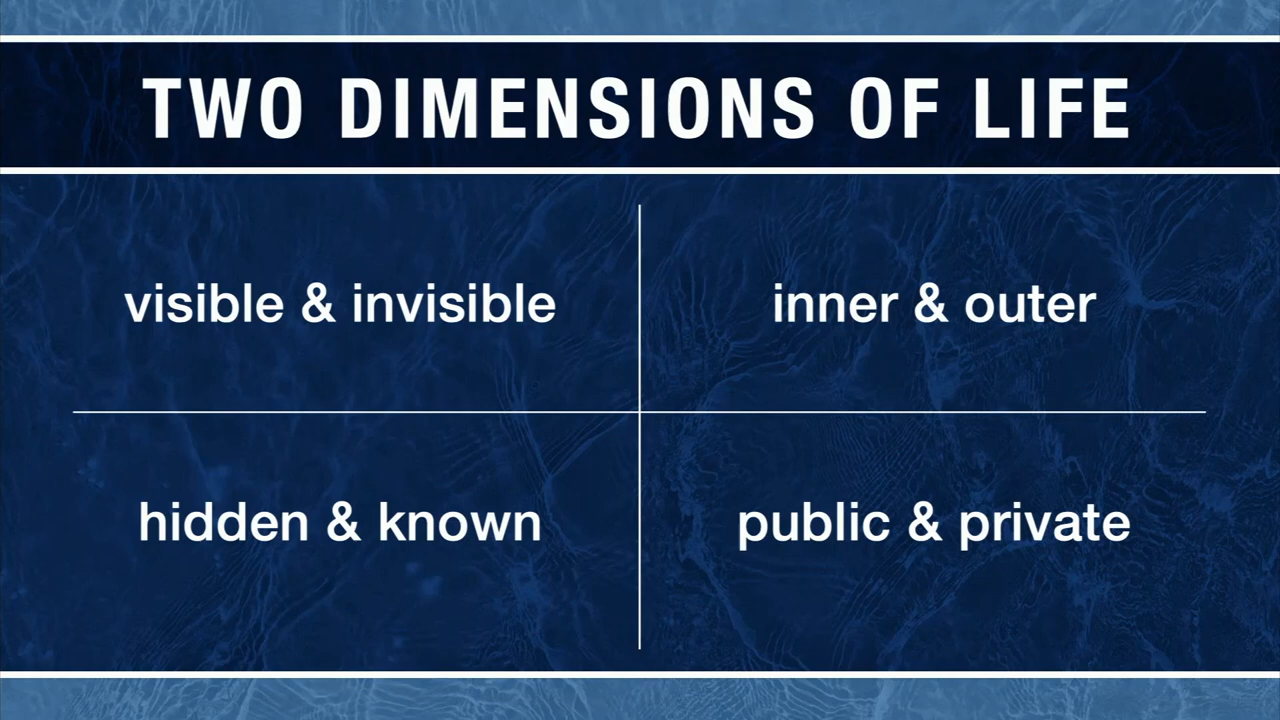 TWO DIMENSIONS OF LIFE
visible & invisible
inner & outer
hidden & known
public & private